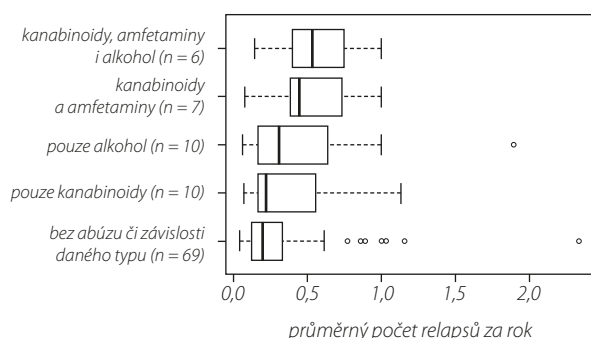 kanabinoidy, amfetaminy
i alkohol (n = 6)
kanabinoidy
a amfetaminy (n = 7)
pouze alkohol (n = 10)
pouze kanabinoidy (n = 10)
bez abúzu či závislosti
daného typu (n = 69)
0,0 0,5 1,0 1,5 2,0
průměrný počet relapsů za rok